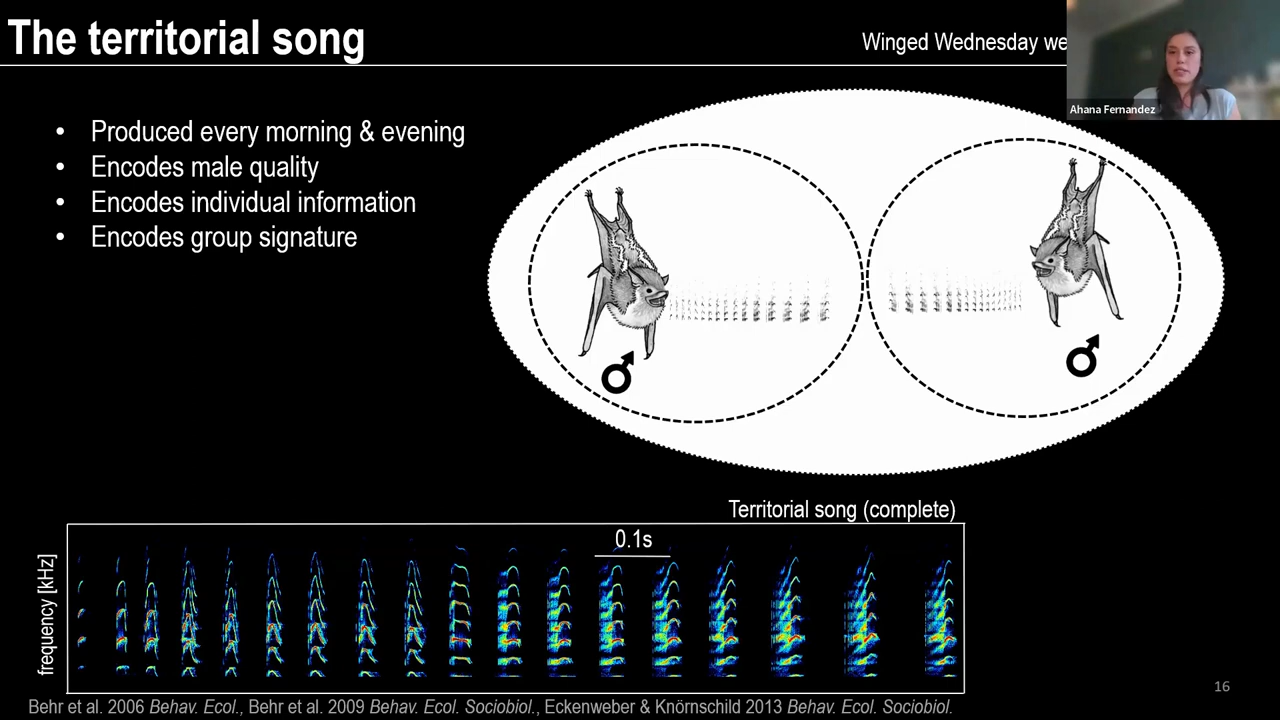 The territorial song
Winged Wednesday we
Ahana Fernandez
• Produced every morning & evening
• Encodes male quality
• Encodes individual information
• Encodes group signature
♂
♂
Territorial song (complete)
0.1s
frequency [kHz]
16
Behr et al. 2006 Behav. Ecol., Behr et al. 2009 Behav. Ecol. Sociobiol., Eckenweber & Knörnschild 2013 Behav. Ecol. Sociobiol.